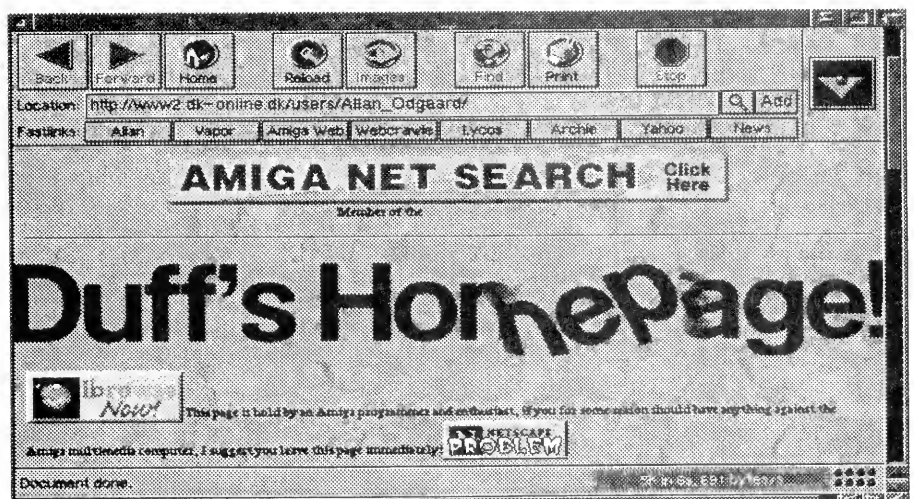 Back Forward Home Reload Images Find Print Stop
Location: http://www2.dk-online.dk/users/Allan_Odgaard/ Add
Fastlinks: Allan Vapor Amiga Web Webcrawle Lycos Archie Yahoo News
AMIGA NET SEARCH Click Here
Member of the
Duff's Homepage!
Ibrowse Now! This page is hold by an Amiga programmer and enthusiast, if you for some reason should have anything against the
Amiga multimedia computer, I suggest you leave this page immediately! NETSCAPE PROBLEM
Document done.